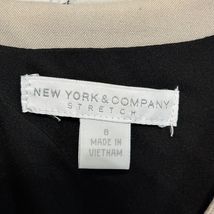 NEW YORK & COMPANY
STRETCH
8
MADE IN
VIETNAM